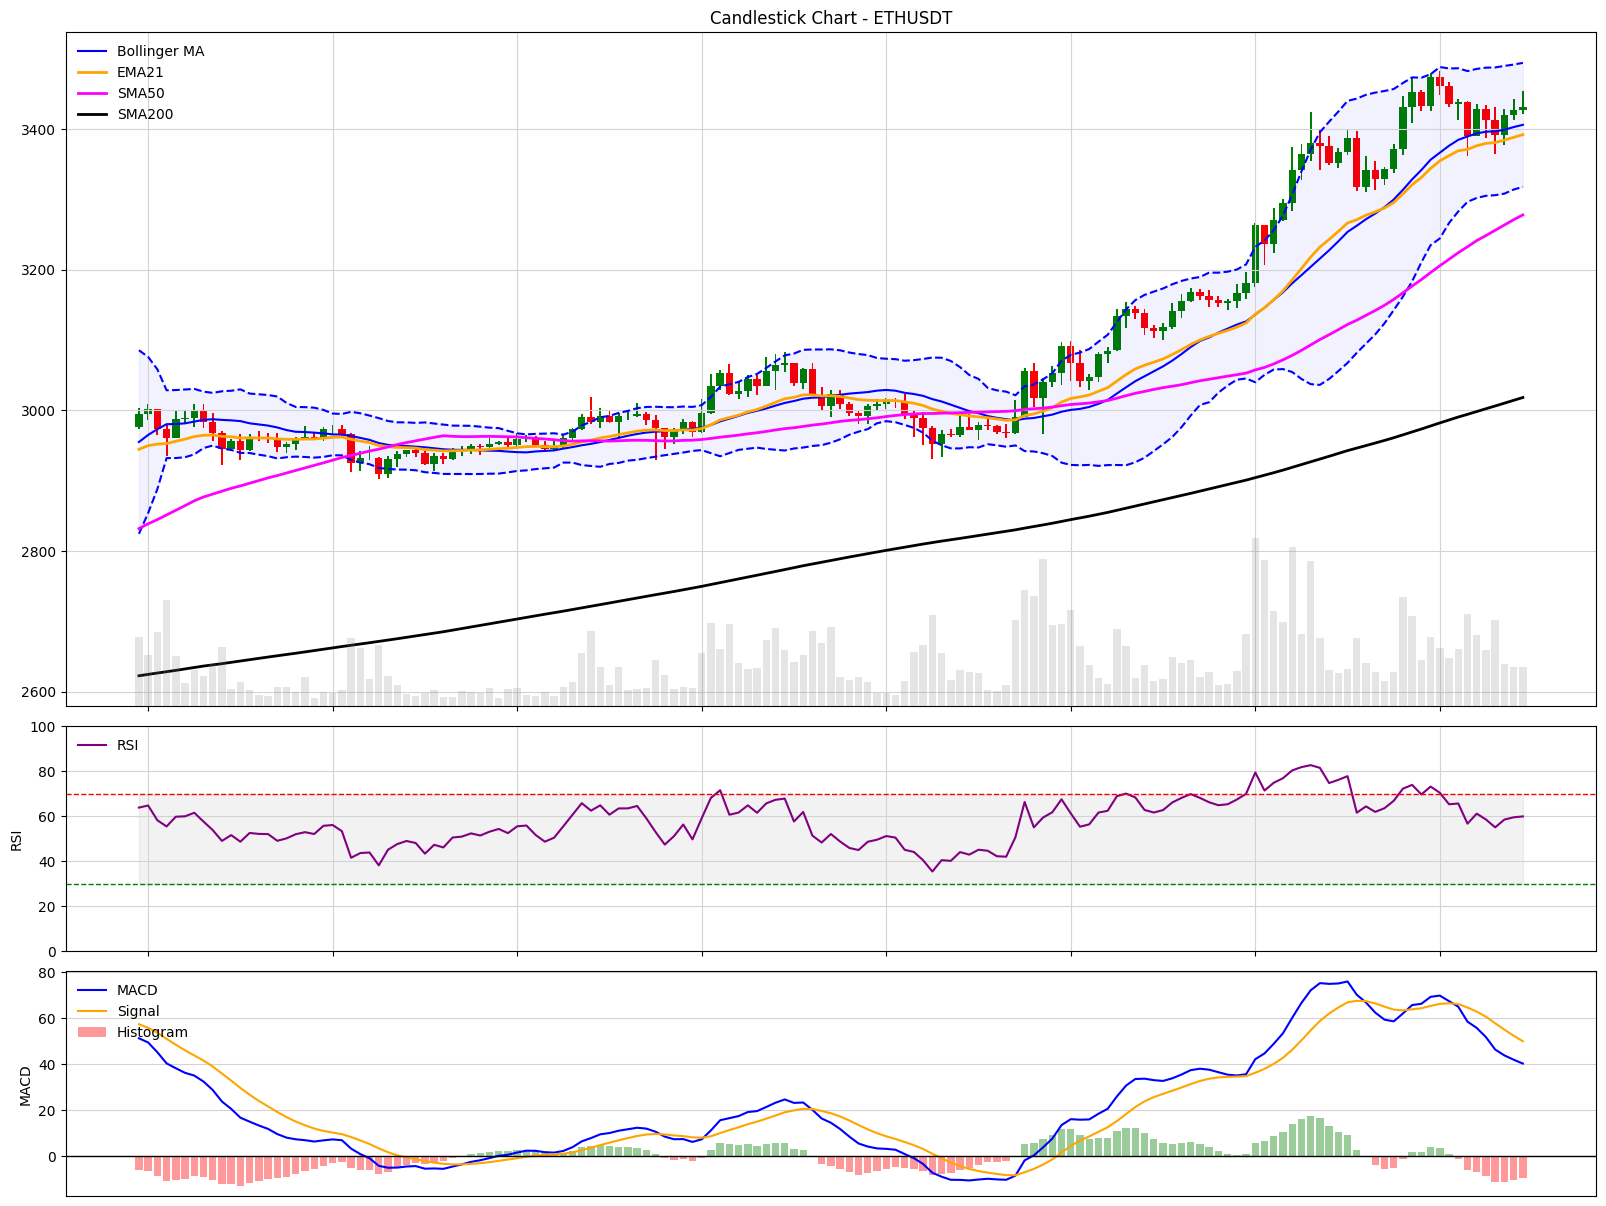 Candlestick Chart - ETHUSDT
Bollinger MA
EMA21
SMA50
SMA200
3400
3200
3000
2800
2600
100
RSI
80
60
40
20
0
RSI
80
MACD
Signal
Histogram
60
40
20
0
MACD